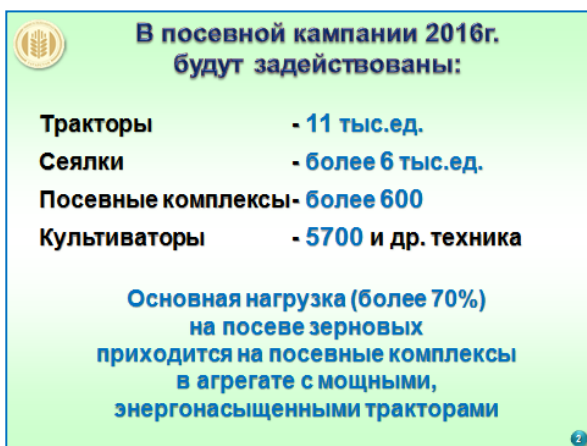 В посевной кампании 2016г.
будут задействованы:
Тракторы - 11 тыс.ед.
Сеялки - более 6 тыс.ед.
Посевные комплексы- более 600
Культиваторы - 5700 и др. техника
Основная нагрузка (более 70%)
на посеве зерновых
приходится на посевные комплексы
в агрегате с мощными,
энергонасыщенными тракторами
2